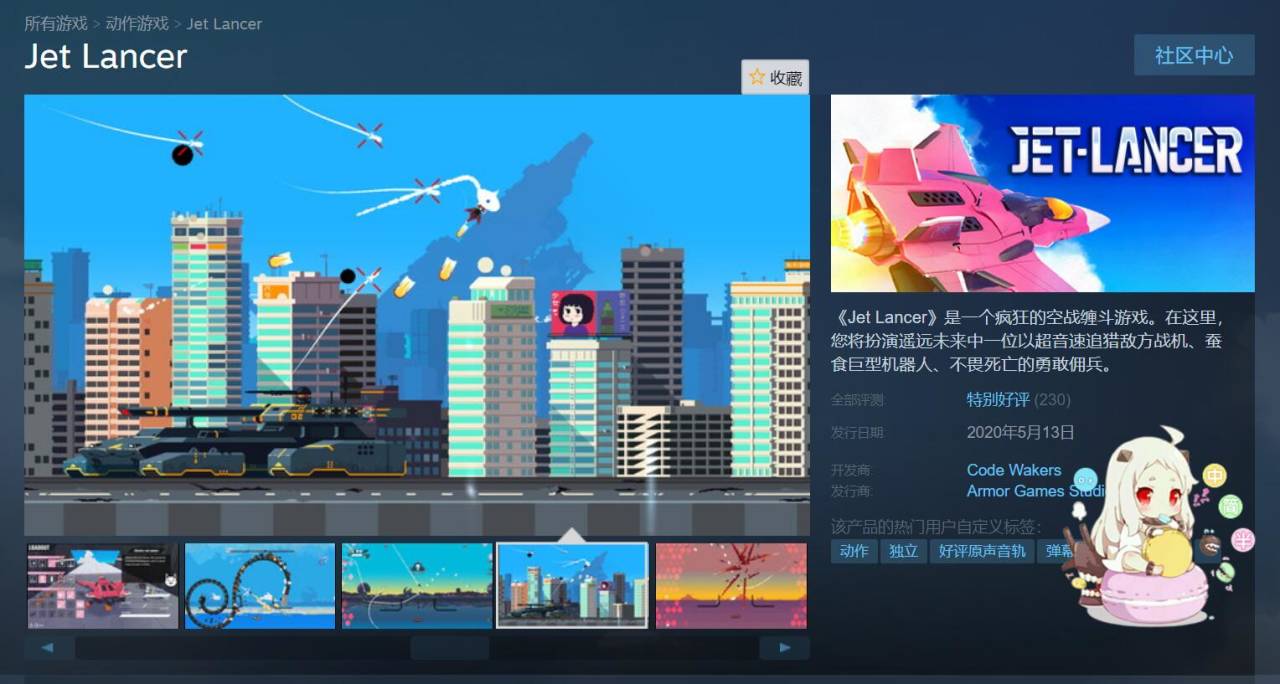 所有游戏 > 动作游戏 > Jet Lancer
Jet Lancer
社区中心
收藏
JET-LANCER
《Jet Lancer》是一个疯狂的空战缠斗游戏。在这里，
您将扮演遥远未来中一位以超音速追猎敌方战机、蚕
食巨型机器人、不畏死亡的勇敢佣兵。
全部评测: 特别好评 (230)
发行日期: 2020年5月13日
开发商: Code Wakers
发行商: Armor Games Studi
该产品的热门用户自定义标签：
动作 独立 好评原声音轨 弹幕
LOADOUT
中
简
半